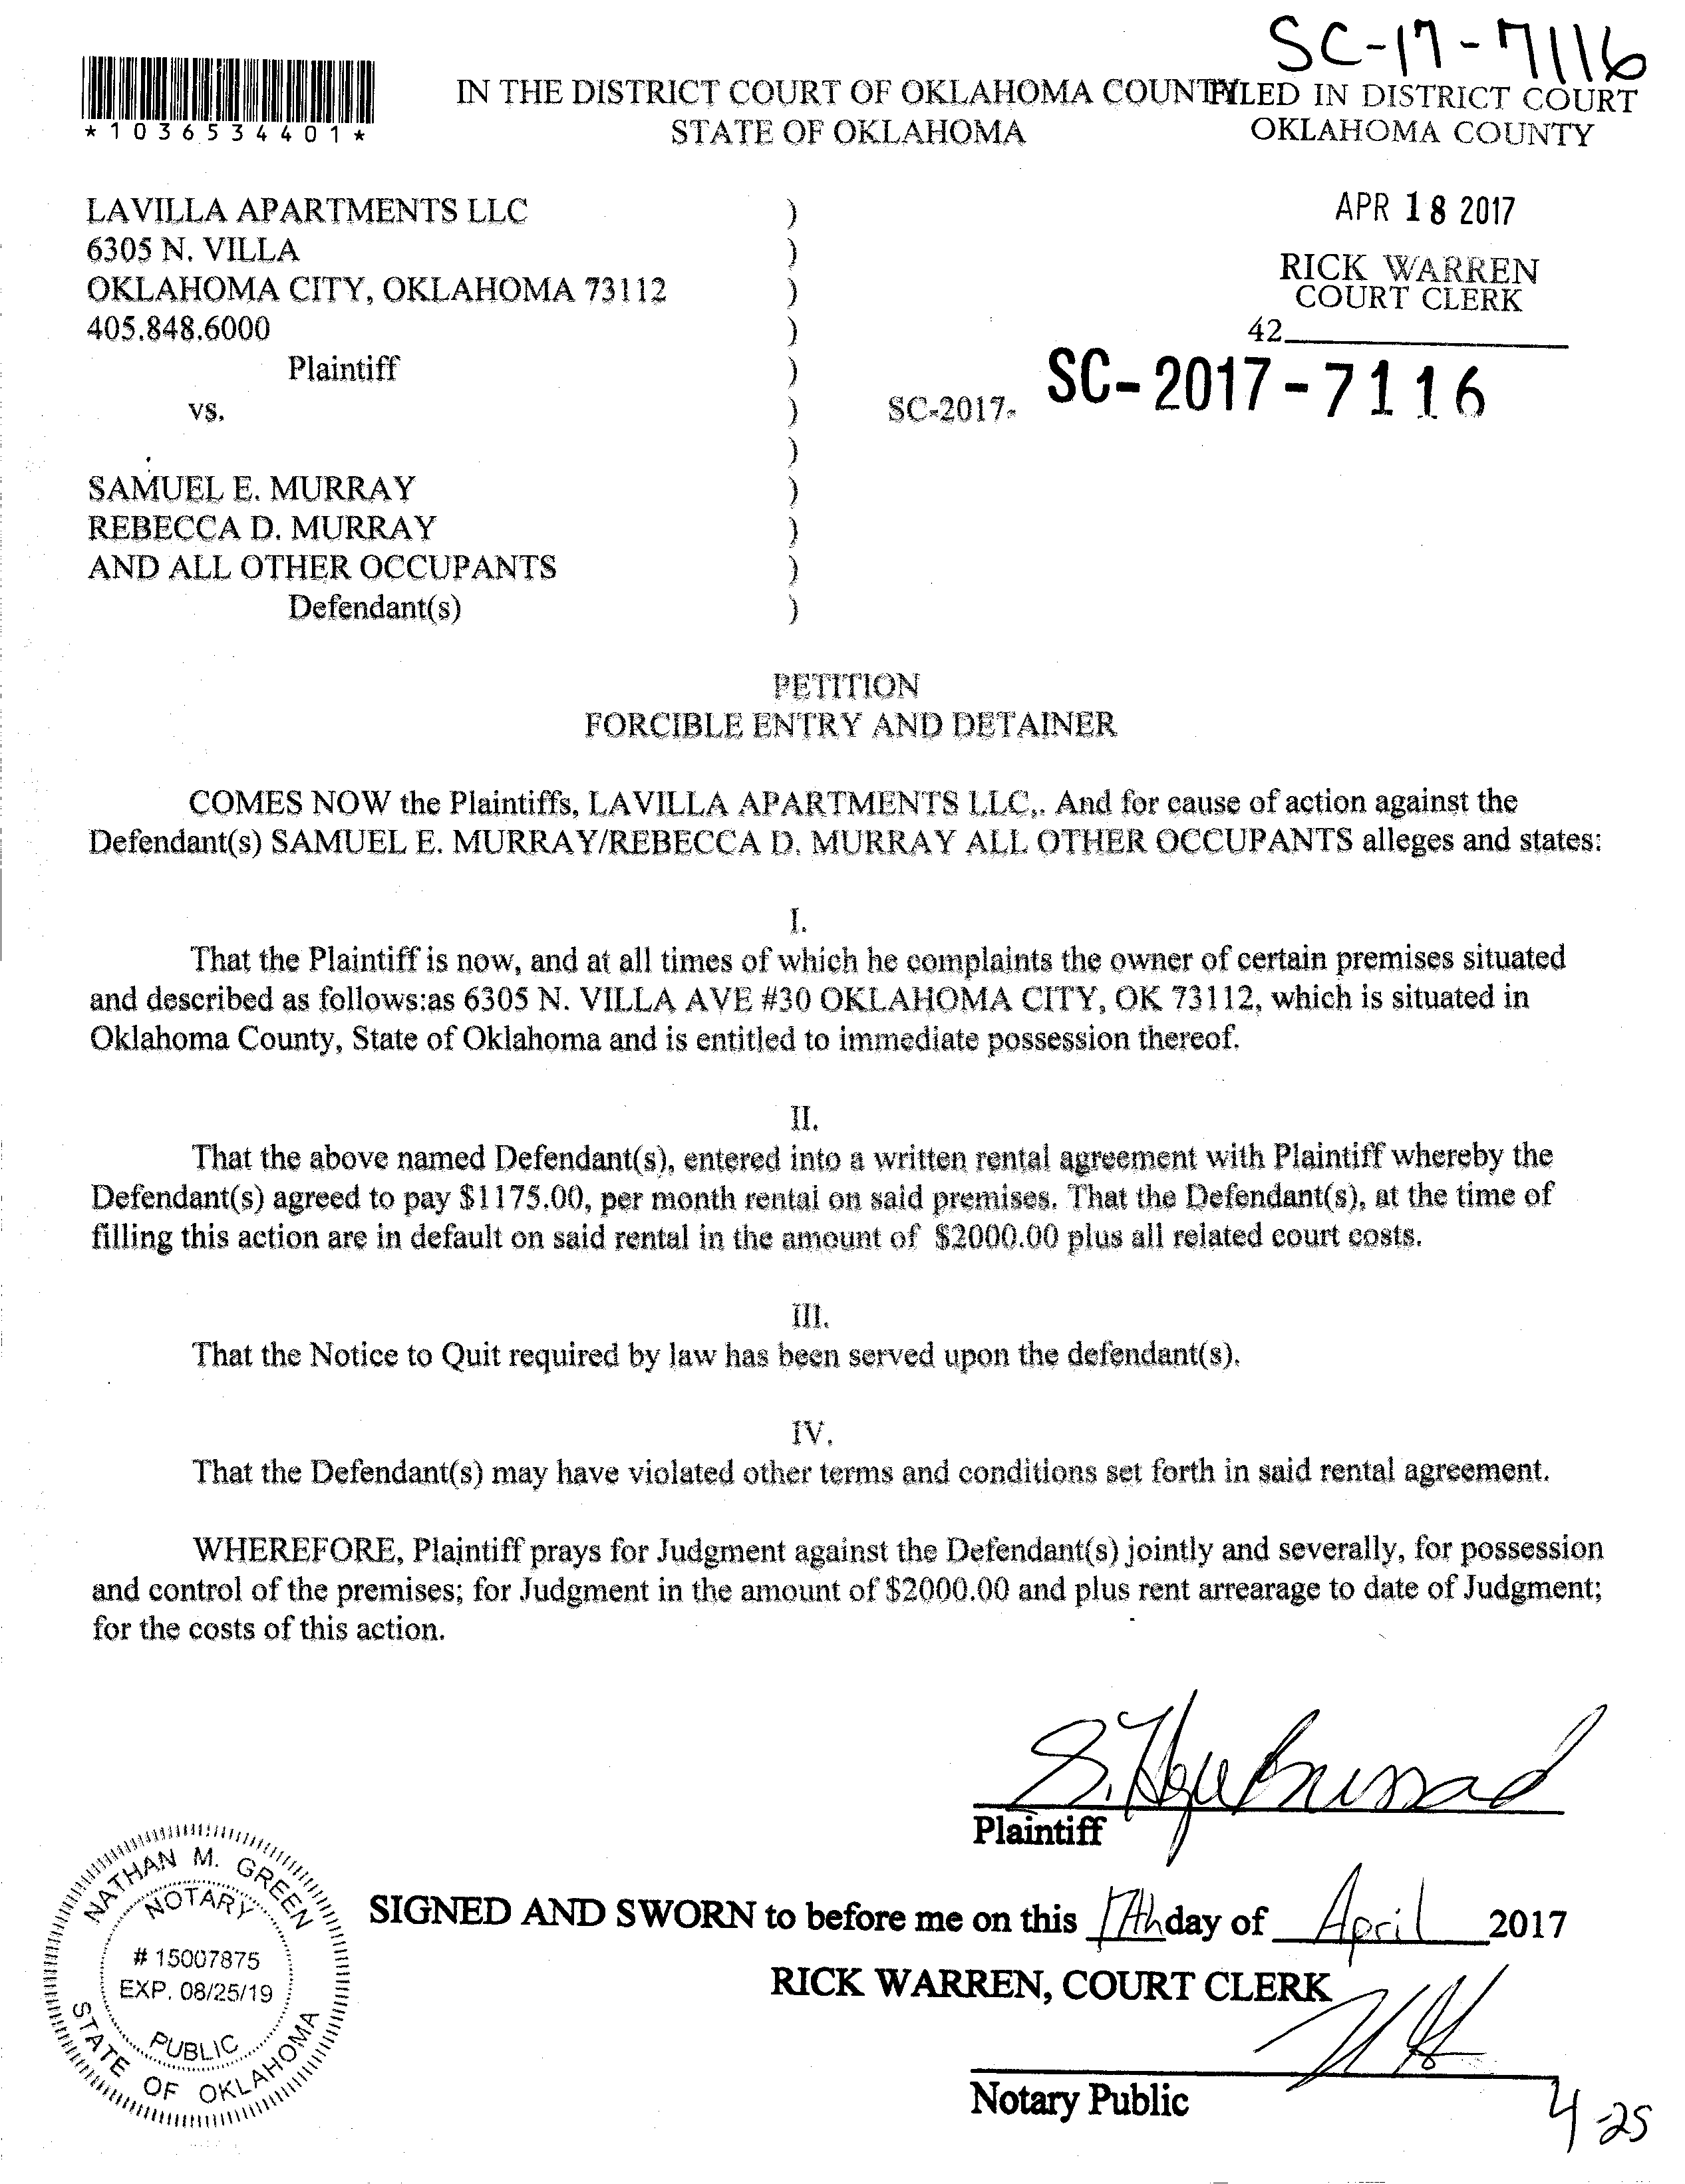 SC-17-7116
*1036534401*
IN THE DISTRICT COURT OF OKLAHOMA COUNTY
STATE OF OKLAHOMA
FILED IN DISTRICT COURT
OKLAHOMA COUNTY
APR 18 2017
RICK WARREN
COURT CLERK
42
LAVILLA APARTMENTS LLC )
6305 N. VILLA )
OKLAHOMA CITY, OKLAHOMA 73112 )
405.848.6000 )
Plaintiff )
vs. ) SC-2017- SC-2017-7116
)
SAMUEL E. MURRAY )
REBECCA D. MURRAY )
AND ALL OTHER OCCUPANTS )
Defendant(s) )
PETITION
FORCIBLE ENTRY AND DETAINER
COMES NOW the Plaintiffs, LAVILLA APARTMENTS LLC,. And for cause of action against the
Defendant(s) SAMUEL E. MURRAY/REBECCA D. MURRAY ALL OTHER OCCUPANTS alleges and states:
I.
That the Plaintiff is now, and at all times of which he complaints the owner of certain premises situated
and described as follows:as 6305 N. VILLA AVE #30 OKLAHOMA CITY, OK 73112, which is situated in
Oklahoma County, State of Oklahoma and is entitled to immediate possession thereof.
II.
That the above named Defendant(s), entered into a written rental agreement with Plaintiff whereby the
Defendant(s) agreed to pay $1175.00, per month rental on said premises. That the Defendant(s), at the time of
filling this action are in default on said rental in the amount of $2000.00 plus all related court costs.
III.
That the Notice to Quit required by law has been served upon the defendant(s).
IV.
That the Defendant(s) may have violated other terms and conditions set forth in said rental agreement.
WHEREFORE, Plaintiff prays for Judgment against the Defendant(s) jointly and severally, for possession
and control of the premises; for Judgment in the amount of $2000.00 and plus rent arrearage to date of Judgment;
for the costs of this action.
Plaintiff
SIGNED AND SWORN to before me on this 17th day of April 2017
RICK WARREN, COURT CLERK
Notary Public
4-25
NATHAN M. GREEN
NOTARY
# 15007875
EXP. 08/25/19
PUBLIC
STATE OF OKLAHOMA